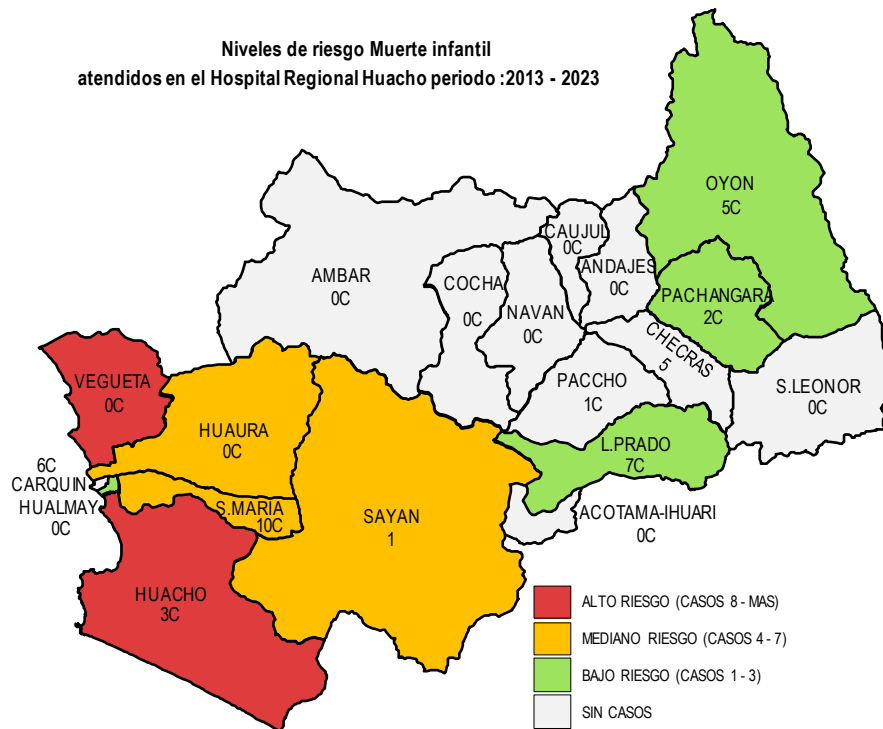 Niveles de riesgo Muerte infantil
atendidos en el Hospital Regional Huacho periodo :2013 - 2023
OYON
5C
CAUJUL
0C
ANDAJES
0C
AMBAR
0C
COCHA
0C
NAVAN
0C
PACHANGARA
2C
CHECRAS
5
VEGUETA
0C
PACCHO
1C
S.LEONOR
0C
HUAURA
0C
L.PRADO
7C
6C
CARQUIN
HUALMAY
0C
S.MARIA
10C
SAYAN
1
ACOTAMA-IHUARI
0C
HUACHO
3C
ALTO RIESGO (CASOS 8 - MAS)
MEDIANO RIESGO (CASOS 4 - 7)
BAJO RIESGO (CASOS 1 - 3)
SIN CASOS